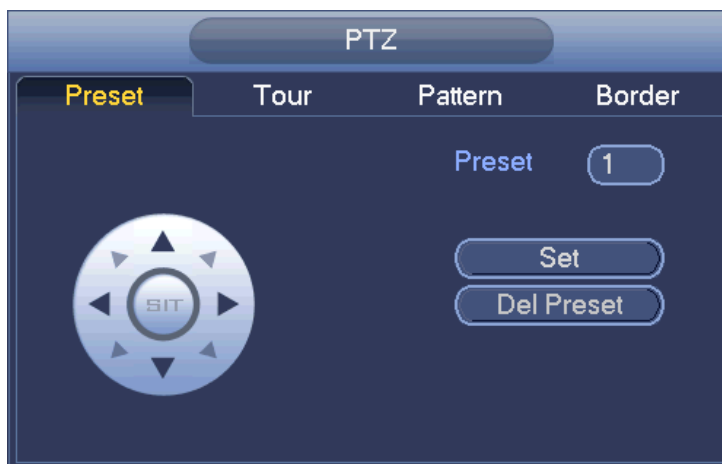 PTZ
Preset Tour Pattern Border
Preset 1
Set
SIT
Del Preset